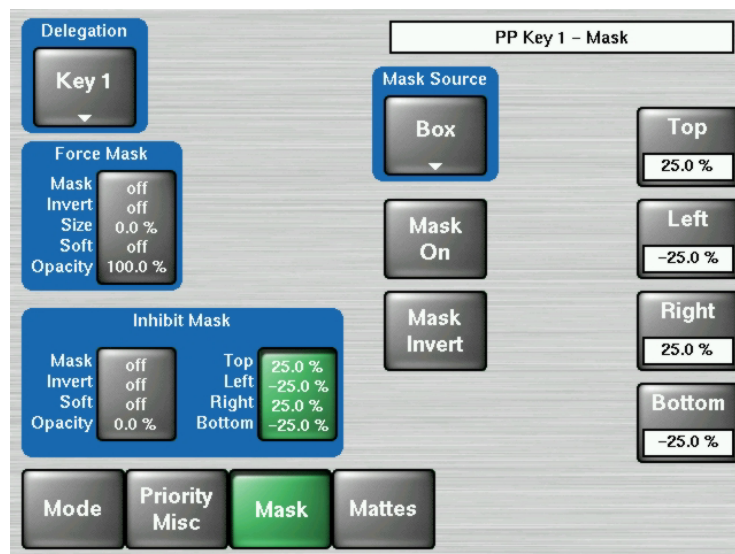 Delegation
Key 1
PP Key 1 – Mask
Mask Source
Box
Force Mask
Mask off
Invert off
Size 0.0 %
Soft off
Opacity 100.0 %
Mask
On
Mask
Invert
Top
25.0 %
Left
-25.0 %
Right
25.0 %
Bottom
-25.0 %
Inhibit Mask
Mask off
Invert off
Soft off
Opacity 0.0 %
Top 25.0 %
Left -25.0 %
Right 25.0 %
Bottom -25.0 %
Mode
Priority
Misc
Mask
Mattes